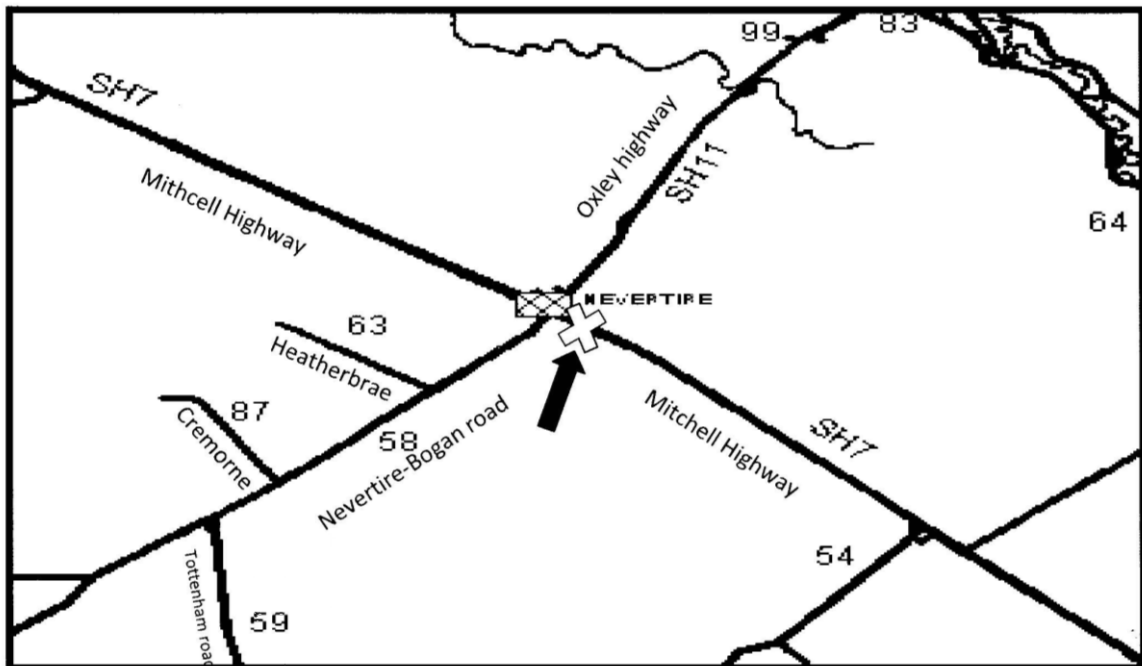 99
83
SH7
Oxley highway
SH11
Mithcell Highway
64
NEVERTIRE
63
Heatherbrae
87
Cremorne
58
Nevertire-Bogan road
Mitchell Highway
SH7
54
Tottenham road
59